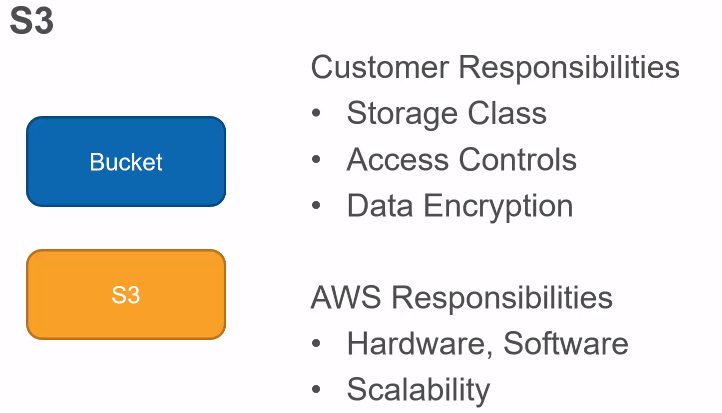 S3
Bucket
S3
Customer Responsibilities
• Storage Class
• Access Controls
• Data Encryption
AWS Responsibilities
• Hardware, Software
• Scalability